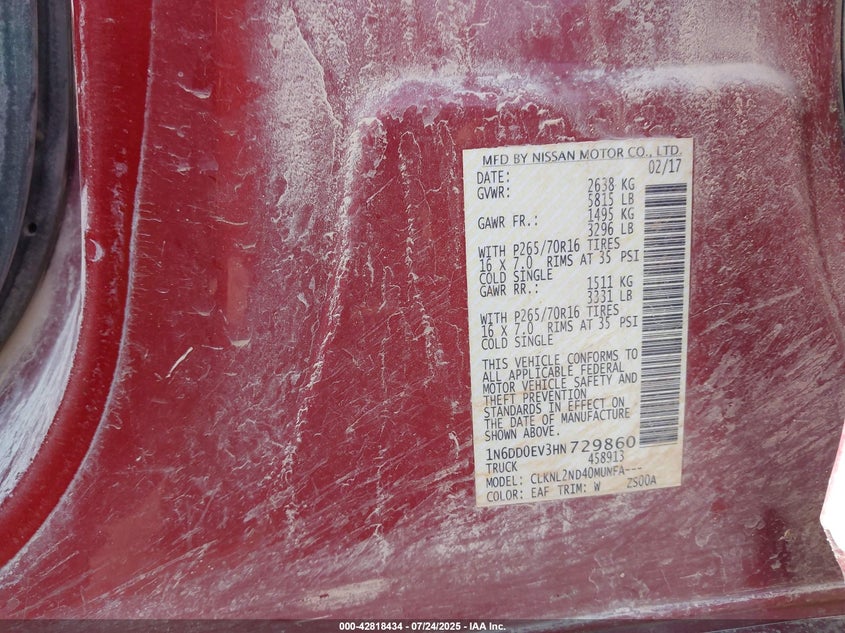 MFD BY NISSAN MOTOR CO., LTD.
DATE: 02/17
GVWR: 2638 KG
5815 LB
GAWR FR.: 1495 KG
3296 LB
WITH P265/70R16 TIRES
16 X 7.0 RIMS AT 35 PSI
COLD SINGLE
GAWR RR.: 1511 KG
3331 LB
WITH P265/70R16 TIRES
16 X 7.0 RIMS AT 35 PSI
COLD SINGLE
THIS VEHICLE CONFORMS TO
ALL APPLICABLE FEDERAL
MOTOR VEHICLE SAFETY AND
THEFT PREVENTION
STANDARDS IN EFFECT ON
THE DATE OF MANUFACTURE
SHOWN ABOVE.
1N6DD0EV3HN729860
TRUCK 458913
MODEL: CLKNL2ND40MUNFA---
COLOR: EAF TRIM: W ZS00A
000-42818434 - 07/24/2025 - IAA Inc.